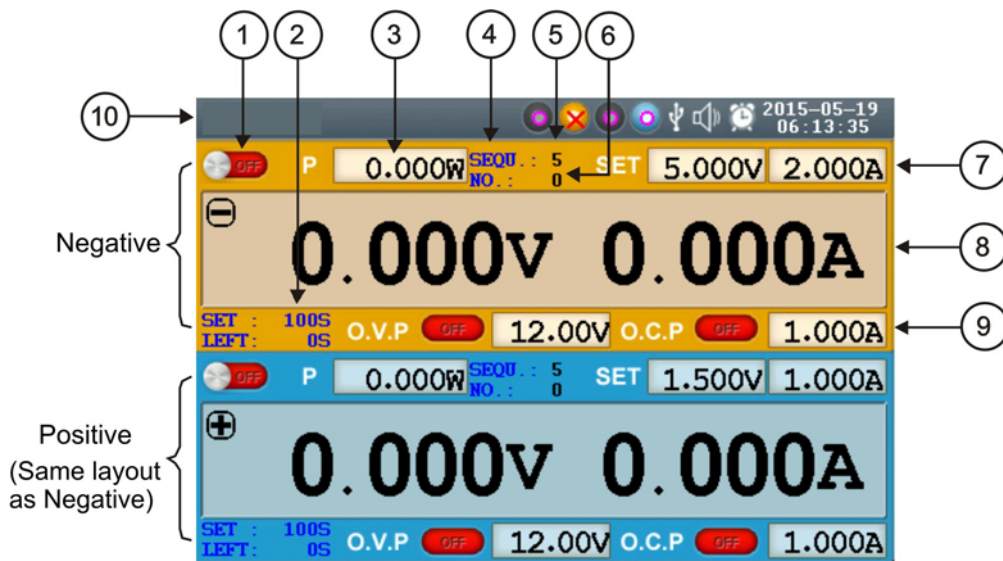 1 2 3 4 5 6
10
2015-05-19
06:13:35
OFF P 0.000W SEQU.: 5 SET 5.000V 2.000A 7
NO.: 0
Negative
0.000V 0.000A 8
SET : 100S O.V.P OFF 12.00V O.C.P OFF 1.000A 9
LEFT: 0S
OFF P 0.000W SEQU.: 5 SET 1.500V 1.000A
NO.: 0
Positive
(Same layout
as Negative)
0.000V 0.000A
SET : 100S O.V.P OFF 12.00V O.C.P OFF 1.000A
LEFT: 0S